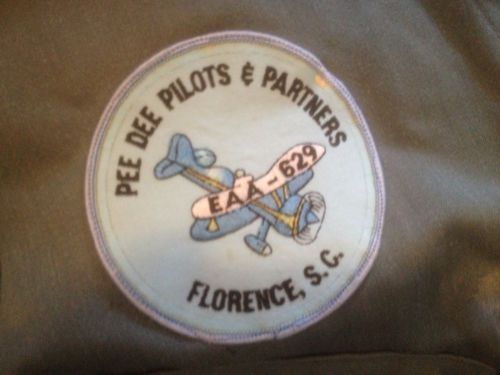 PEE DEE PILOTS & PARTNERS
EAA-629
FLORENCE, S.C.